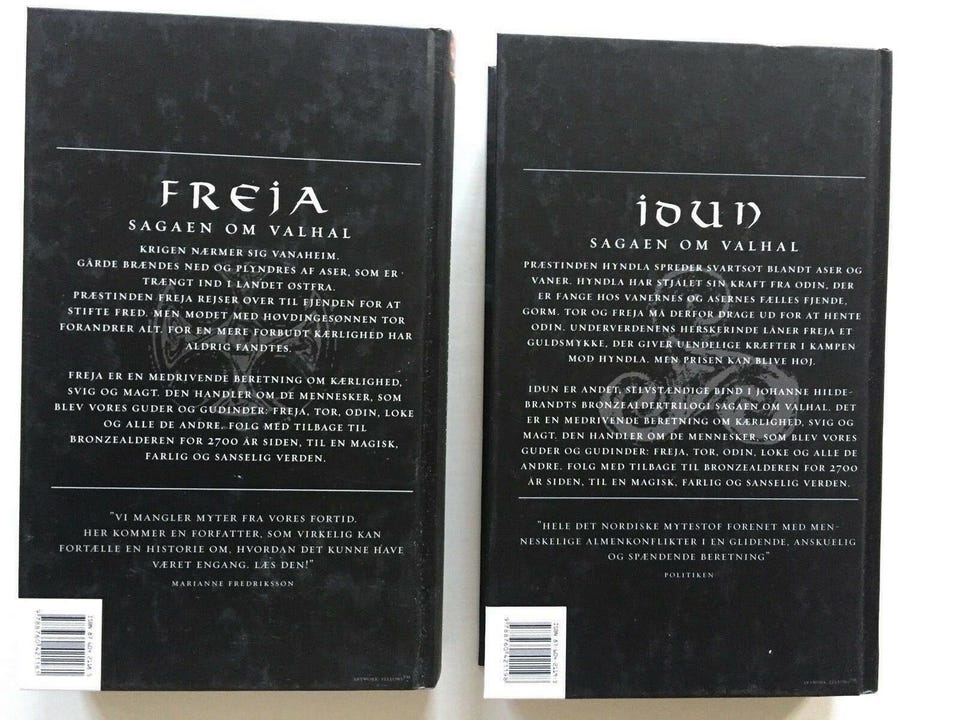 FREJA
SAGAEN OM VALHAL
KRIGEN NÆRMER SIG VANAHEIM.
GÅRDE BRÆNDES NED OG PLYNDRES AF ASER, SOM ER
TRÆNGT IND I LANDET ØSTFRA.
PRÆSTINDEN FREJA REJSER OVER TIL FJENDEN FOR AT
STIFTE FRED. MEN MØDET MED HØVDINGESØNNEN TOR
FORANDRER ALT. FOR EN MERE FORBUDT KÆRLIGHED HAR
ALDRIG FANDTES.
FREJA ER EN MEDRIVENDE BERETNING OM KÆRLIGHED,
SVIG OG MAGT. DEN HANDLER OM DE MENNESKER, SOM
BLEV VORES GUDER OG GUDINDER: FREJA, TOR, ODIN, LOKE
OG ALLE DE ANDRE. FØLG MED TILBAGE TIL
BRONZEALDEREN FOR 2700 ÅR SIDEN, TIL EN MAGISK,
FARLIG OG SANSELIG VERDEN.
"VI MANGLER MYTER FRA VORES FORTID.
HER KOMMER EN FORFATTER, SOM VIRKELIG KAN
FORTÆLLE EN HISTORIE OM, HVORDAN DET KUNNE HAVE
VÆRET ENGANG. LÆS DEN!"
MARIANNE FREDRIKSSON
ARTWORK: FELLOWS™
IDUN
SAGAEN OM VALHAL
PRÆSTINDEN HYNDLA SPREDER SVARTSOT BLANDT ASER OG
VANER. HYNDLA HAR STJÅLET SIN KRAFT FRA ODIN, DER
ER FANGE HOS VANERNES OG ASERNES FÆLLES FJENDE,
GORM. TOR OG FREJA MÅ DERFOR DRAGE UD FOR AT HENTE
ODIN. UNDERVERDENENS HERSKERINDE LÅNER FREJA ET
GULDSMYKKE, DER GIVER UENDELIGE KRÆFTER I KAMPEN
MOD HYNDLA. MEN PRISEN KAN BLIVE HØJ.
IDUN ER ANDET, SELVSTÆNDIGE BIND I JOHANNE HILDE-
BRANDTS BRONZEALDERTRILOGI SAGAEN OM VALHAL. DET
ER EN MEDRIVENDE BERETNING OM KÆRLIGHED, SVIG OG
MAGT. DEN HANDLER OM DE MENNESKER, SOM BLEV VORES
GUDER OG GUDINDER: FREJA, TOR, ODIN, LOKE OG ALLE DE
ANDRE. FØLG MED TILBAGE TIL BRONZEALDEREN FOR 2700
ÅR SIDEN, TIL EN MAGISK, FARLIG OG SANSELIG VERDEN.
"HELE DET NORDISKE MYTESTOF FORENET MED MEN-
NESKELIGE ALMENKONFLIKTER I EN GLIDENDE, ANSKUELIG
OG SPÆNDENDE BERETNING"
POLITIKEN
ARTWORK: FELLOWS™